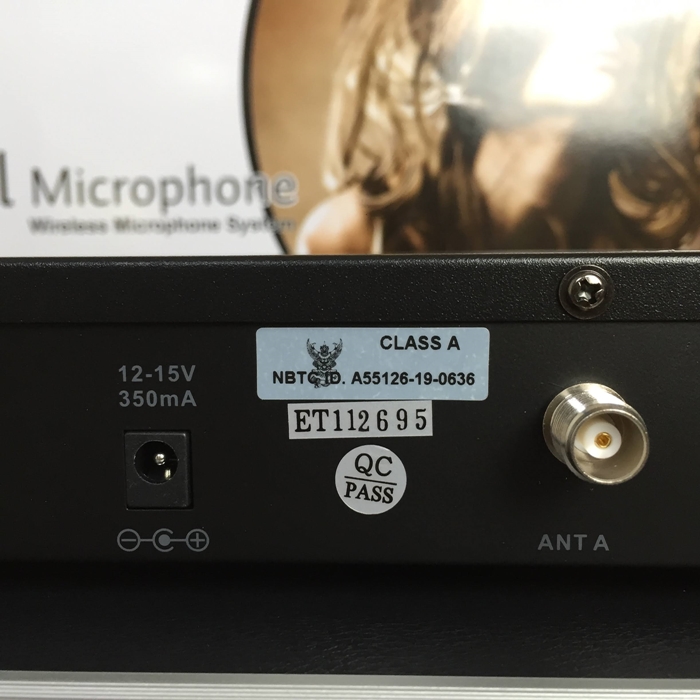 l Microphone
Wireless Microphone System
CLASS A
NBTC ID. A55126-19-0636
12-15V
350mA
ET112695
QC
PASS
ANT A